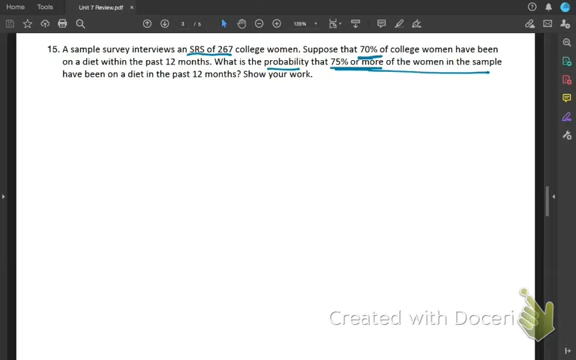 Home
Tools
Unit 7 Review.pdf
×
3 / 5
139%
15. A sample survey interviews an SRS of 267 college women. Suppose that 70% of college women have been
on a diet within the past 12 months. What is the probability that 75% or more of the women in the sample
have been on a diet in the past 12 months? Show your work.
Created with Doceri